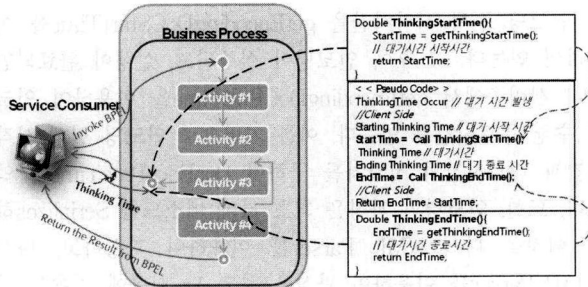 Business Process
Activity #1
Activity #2
Activity #3
Activity #4
Service Consumer
Invoke BPEL
Thinking Time
Return the Result from BPEL
Double ThinkingStartTime(){
StartTime = getThinkingStartTime();
// 대기시간 시작시간
return StartTime;
}
< < Pseudo Code> >
ThinkingTime Occur // 대기 시간 발생
//Client Side
Starting Thinking Time // 대기 시작 시간
StartTime = Call ThinkingStartTime();
Thinking Time // 대기시간
Ending Thinking Time // 대기 종료 시간
EndTime = Call ThinkingEndTime();
//Client Side
Return EndTime - StartTime;
Double ThinkingEndTime(){
EndTime = getThinkingEndTime();
// 대기시간 종료시간
return EndTime,
}